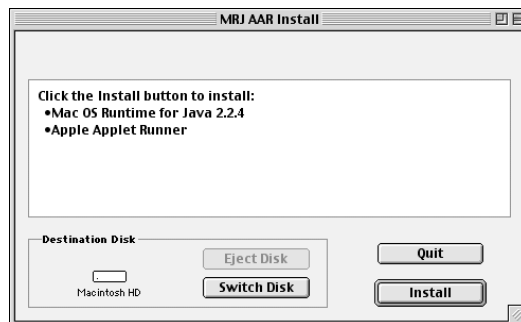 MRJ AAR Install
Click the Install button to install:
•Mac OS Runtime for Java 2.2.4
•Apple Applet Runner
Destination Disk
Eject Disk
Macintosh HD
Switch Disk
Quit
Install